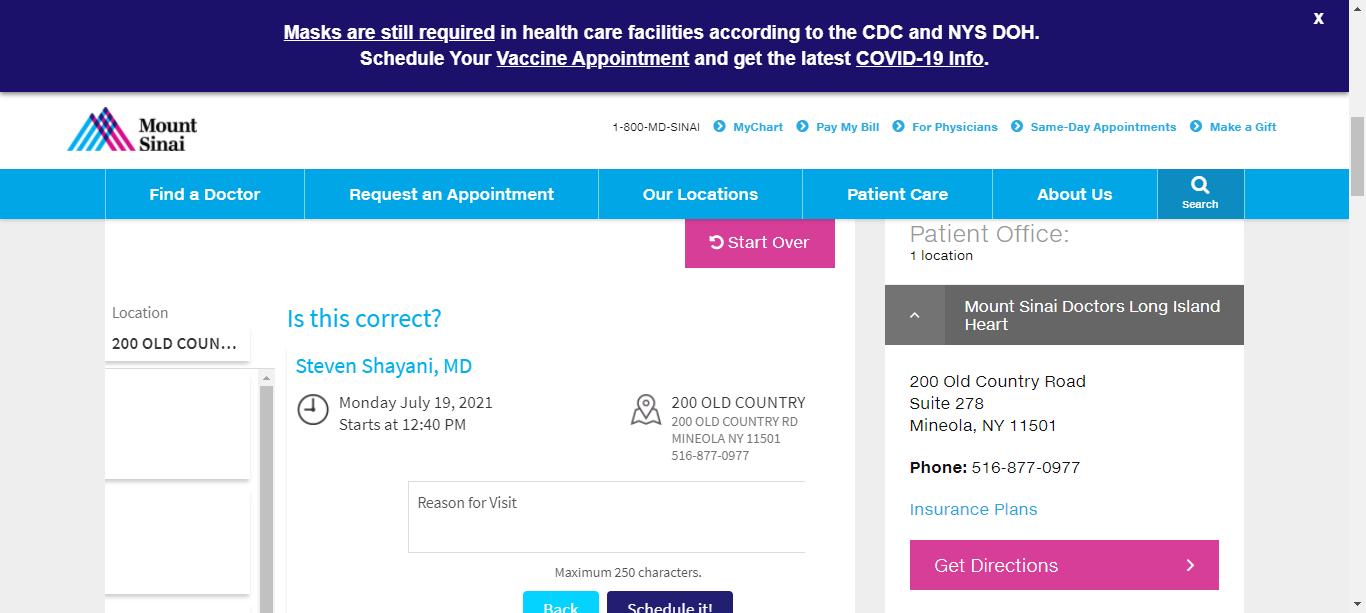 Masks are still required in health care facilities according to the CDC and NYS DOH.
Schedule Your Vaccine Appointment and get the latest COVID-19 Info.
X
Mount
Sinai
1-800-MD-SINAI MyChart Pay My Bill For Physicians Same-Day Appointments Make a Gift
Find a Doctor Request an Appointment Our Locations Patient Care About Us Search
Start Over
Location
200 OLD COUN...
Is this correct?
Steven Shayani, MD
Monday July 19, 2021
Starts at 12:40 PM
200 OLD COUNTRY
200 OLD COUNTRY RD
MINEOLA NY 11501
516-877-0977
Reason for Visit
Maximum 250 characters.
Back Schedule it!
Patient Office:
1 location
Mount Sinai Doctors Long Island
Heart
200 Old Country Road
Suite 278
Mineola, NY 11501
Phone: 516-877-0977
Insurance Plans
Get Directions